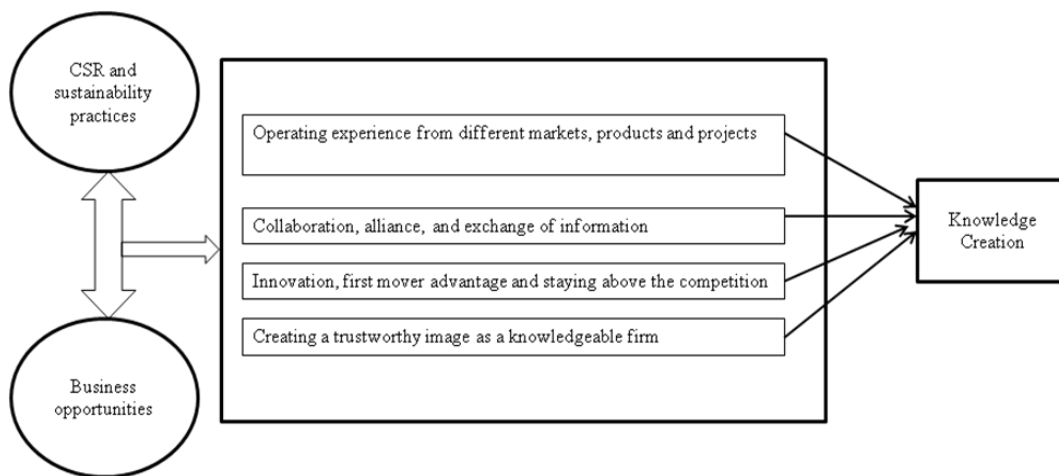 CSR and
sustainability
practices
Operating experience from different markets, products and projects
Collaboration, alliance, and exchange of information
Innovation, first mover advantage and staying above the competition
Creating a trustworthy image as a knowledgeable firm
Knowledge
Creation
Business
opportunities